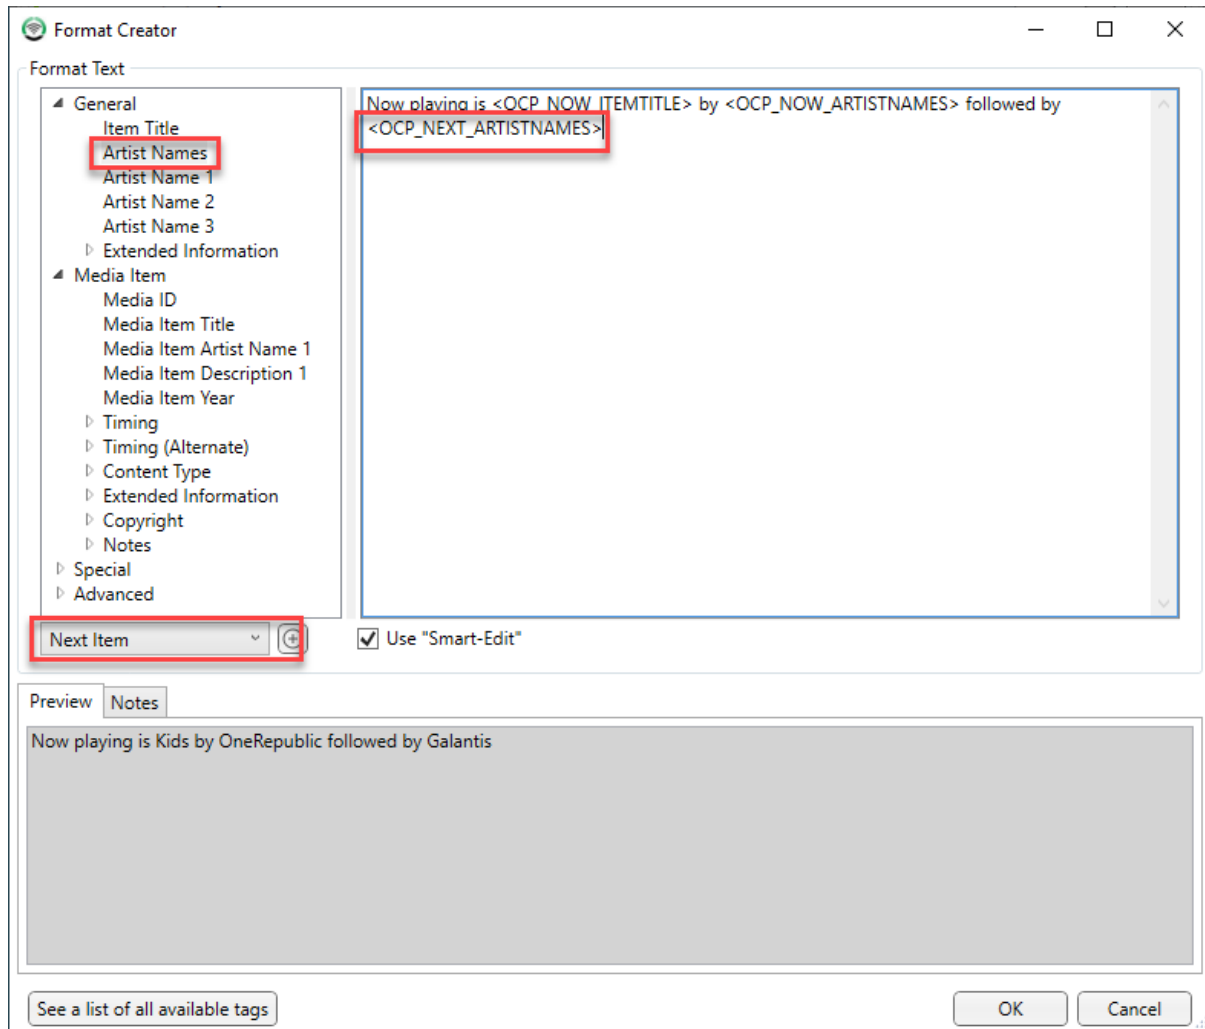 Format Creator
Format Text
General
Item Title
Artist Names
Artist Name 1
Artist Name 2
Artist Name 3
Extended Information
Media Item
Media ID
Media Item Title
Media Item Artist Name 1
Media Item Description 1
Media Item Year
Timing
Timing (Alternate)
Content Type
Extended Information
Copyright
Notes
Special
Advanced
Next Item
Now playing is <OCP_NOW_ITEMTITLE> by <OCP_NOW_ARTISTNAMES> followed by
<OCP_NEXT_ARTISTNAMES>
Use "Smart-Edit"
Preview
Notes
Now playing is Kids by OneRepublic followed by Galantis
See a list of all available tags
OK
Cancel